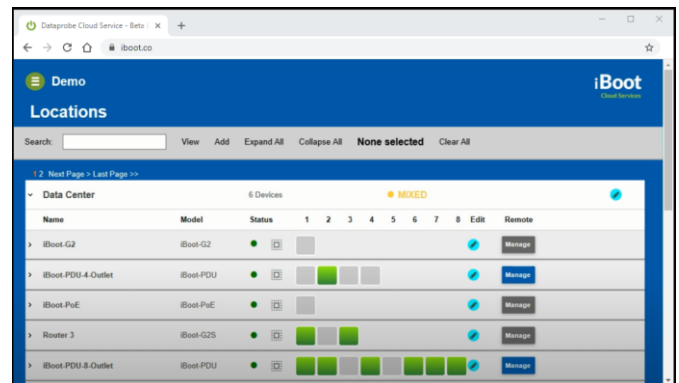 Dataprobe Cloud Service - Beta
iboot.co
Demo
iBoot
Cloud Services
Locations
Search: View Add Expand All Collapse All None selected Clear All
1 2 Next Page > Last Page >>
Data Center 6 Devices MIXED
Name Model Status 1 2 3 4 5 6 7 8 Edit Remote
iBoot-G2 iBoot-G2 Manage
iBoot-PDU-4-Outlet iBoot-PDU Manage
iBoot-PoE iBoot-PoE Manage
Router 3 iBoot-G2S Manage
iBoot-PDU-8-Outlet iBoot-PDU Manage